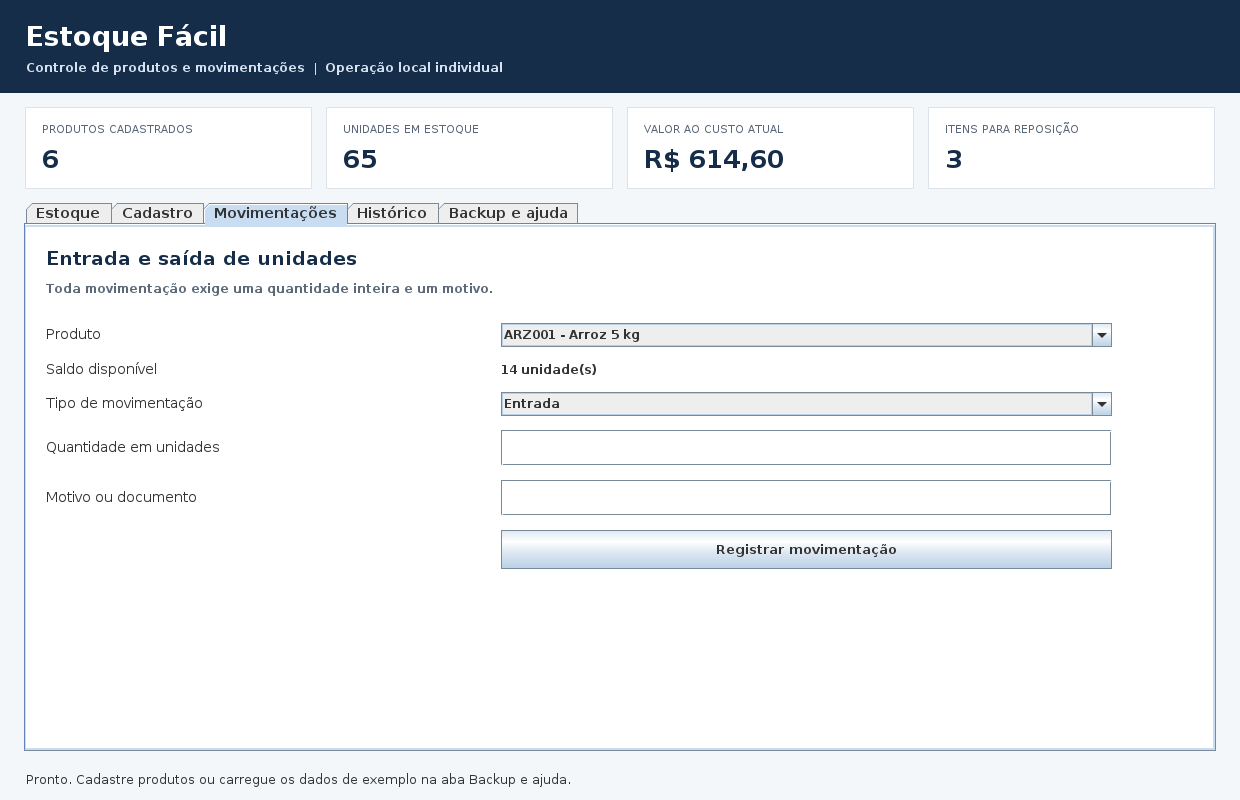 Estoque Fácil
Controle de produtos e movimentações | Operação local individual
PRODUTOS CADASTRADOS
6
UNIDADES EM ESTOQUE
65
VALOR AO CUSTO ATUAL
R$ 614,60
ITENS PARA REPOSIÇÃO
3
Estoque Cadastro Movimentações Histórico Backup e ajuda
Entrada e saída de unidades
Toda movimentação exige uma quantidade inteira e um motivo.
Produto ARZ001 - Arroz 5 kg
Saldo disponível 14 unidade(s)
Tipo de movimentação Entrada
Quantidade em unidades
Motivo ou documento
Registrar movimentação
Pronto. Cadastre produtos ou carregue os dados de exemplo na aba Backup e ajuda.